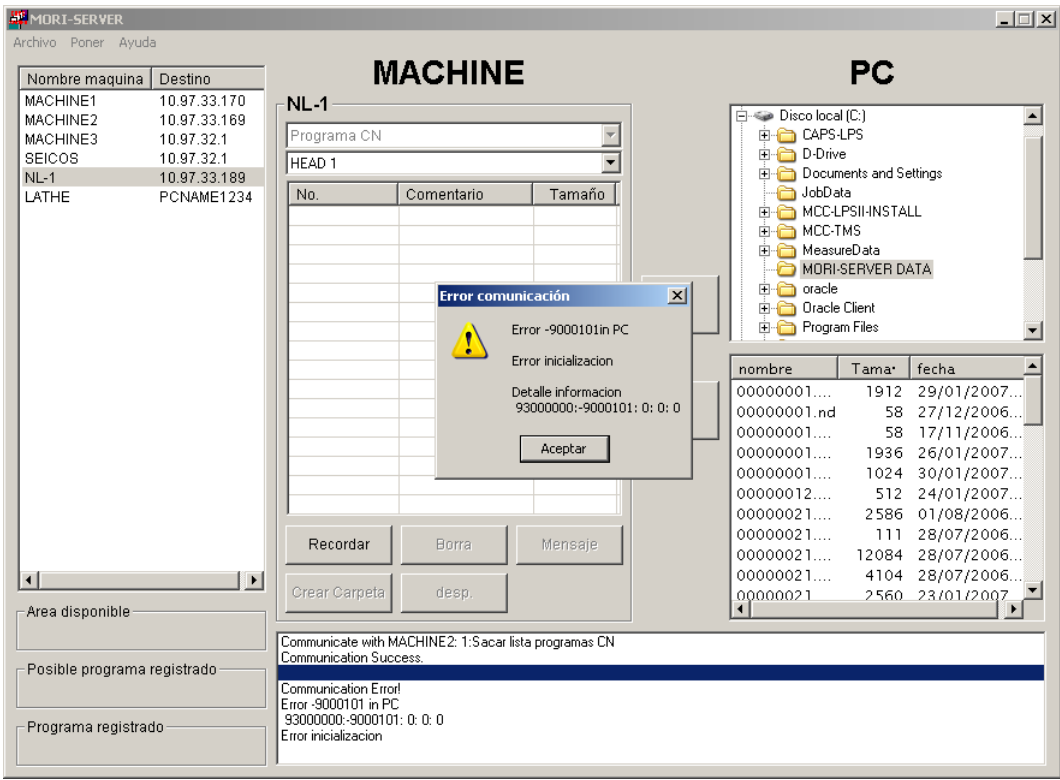 MORI-SERVER
Archivo Poner Ayuda
MACHINE
PC
Nombre maquina Destino
MACHINE1 10.97.33.170
MACHINE2 10.97.33.169
MACHINE3 10.97.32.1
SEICOS 10.97.32.1
NL-1 10.97.33.189
LATHE PCNAME1234
NL-1
Programa CN
HEAD 1
No. Comentario Tamaño
Disco local (C:)
CAPS-LPS
D-Drive
Documents and Settings
JobData
MCC-LPSII-INSTALL
MCC-TMS
MeasureData
MORI-SERVER DATA
oracle
Oracle Client
Program Files
Error comunicación
Error -9000101in PC
Error inicializacion
Detalle informacion
93000000:-9000101: 0: 0: 0
Aceptar
nombre Tama· fecha
00000001.... 1912 29/01/2007...
00000001.nd 58 27/12/2006...
00000001.... 58 17/11/2006...
00000001.... 1936 26/01/2007...
00000001.... 1024 30/01/2007...
00000012.... 512 24/01/2007...
00000021.... 2586 01/08/2006...
00000021.... 111 28/07/2006...
00000021.... 12084 28/07/2006...
00000021.... 4104 28/07/2006...
00000021 2560 23/01/2007
Recordar Borra Mensaje
Crear Carpeta desp.
Area disponible
Posible programa registrado
Programa registrado
Communicate with MACHINE2: 1:Sacar lista programas CN
Communication Success.
Communication Error!
Error -9000101 in PC
93000000:-9000101: 0: 0: 0
Error inicializacion